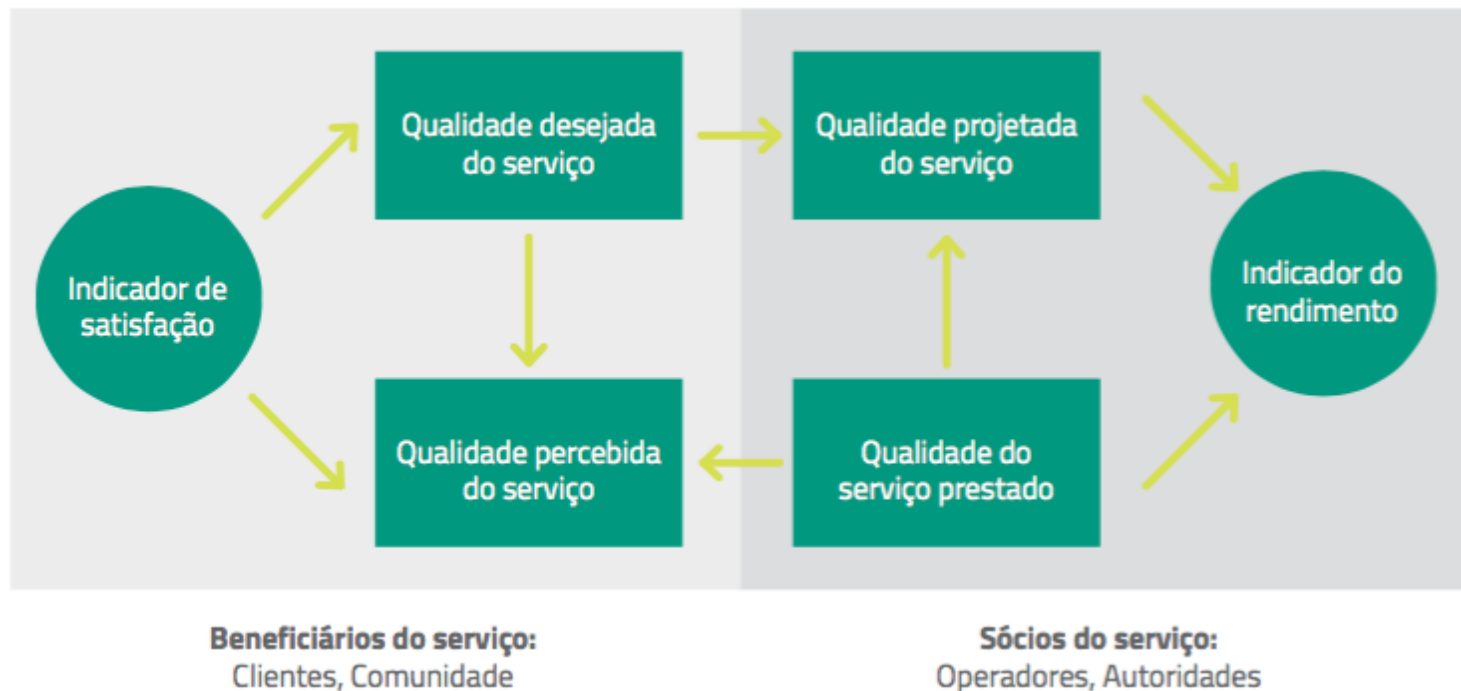 Qualidade desejada
do serviço
Qualidade projetada
do serviço
Indicador de
satisfação
Indicador do
rendimento
Qualidade percebida
do serviço
Qualidade do
serviço prestado
Beneficiários do serviço:
Clientes, Comunidade
Sócios do serviço:
Operadores, Autoridades